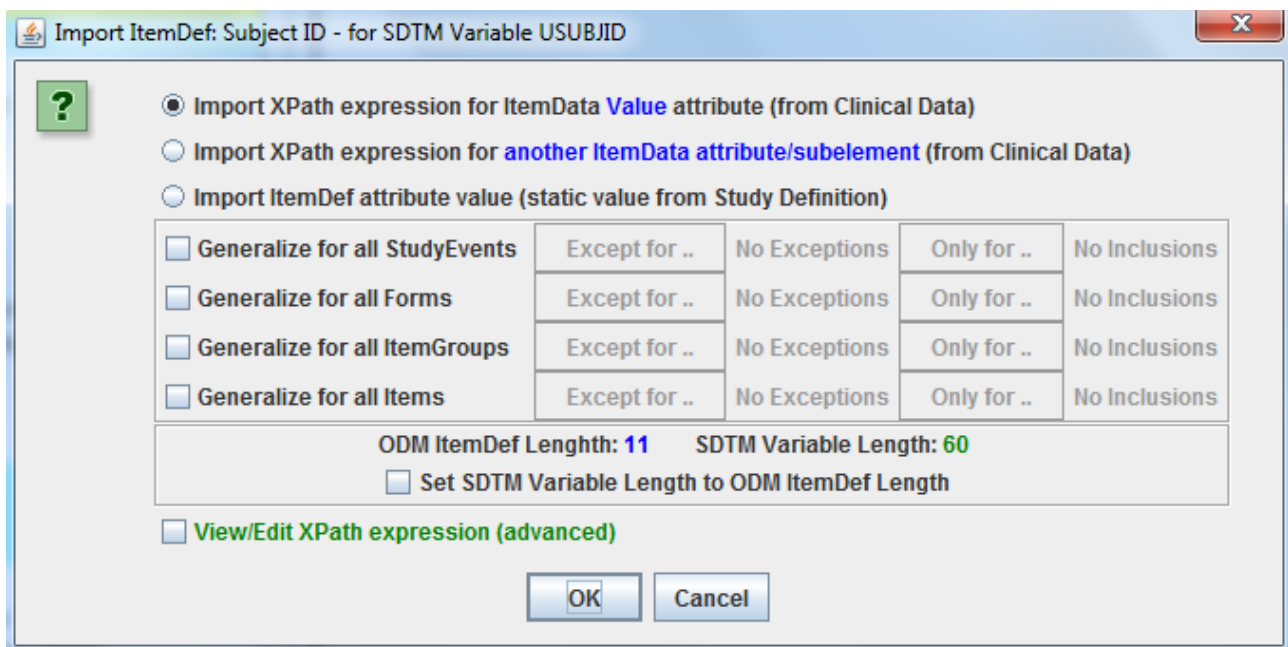 Import ItemDef: Subject ID - for SDTM Variable USUBJID
X
?
Import XPath expression for ItemData Value attribute (from Clinical Data)
Import XPath expression for another ItemData attribute/subelement (from Clinical Data)
Import ItemDef attribute value (static value from Study Definition)
Generalize for all StudyEvents Except for .. No Exceptions Only for .. No Inclusions
Generalize for all Forms Except for .. No Exceptions Only for .. No Inclusions
Generalize for all ItemGroups Except for .. No Exceptions Only for .. No Inclusions
Generalize for all Items Except for .. No Exceptions Only for .. No Inclusions
ODM ItemDef Lenghth: 11 SDTM Variable Length: 60
Set SDTM Variable Length to ODM ItemDef Length
View/Edit XPath expression (advanced)
OK Cancel